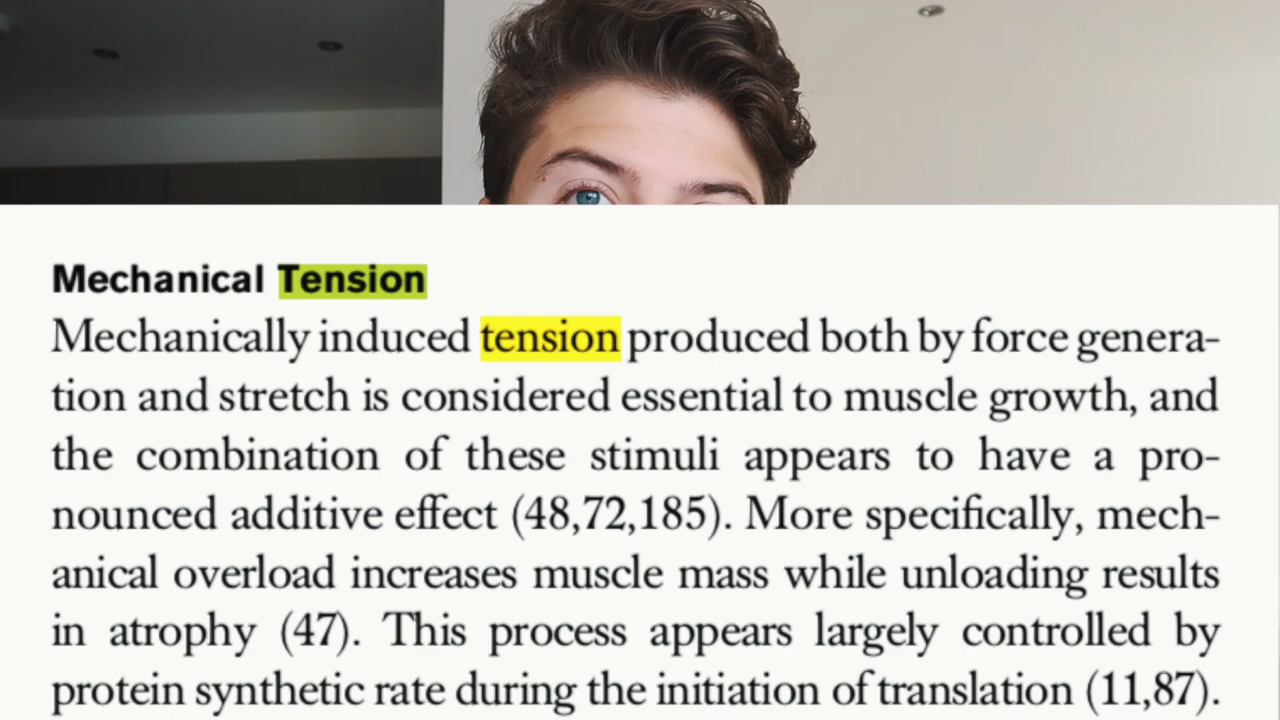 Mechanical Tension
Mechanically induced tension produced both by force genera-
tion and stretch is considered essential to muscle growth, and
the combination of these stimuli appears to have a pro-
nounced additive effect (48,72,185). More specifically, mech-
anical overload increases muscle mass while unloading results
in atrophy (47). This process appears largely controlled by
protein synthetic rate during the initiation of translation (11,87).